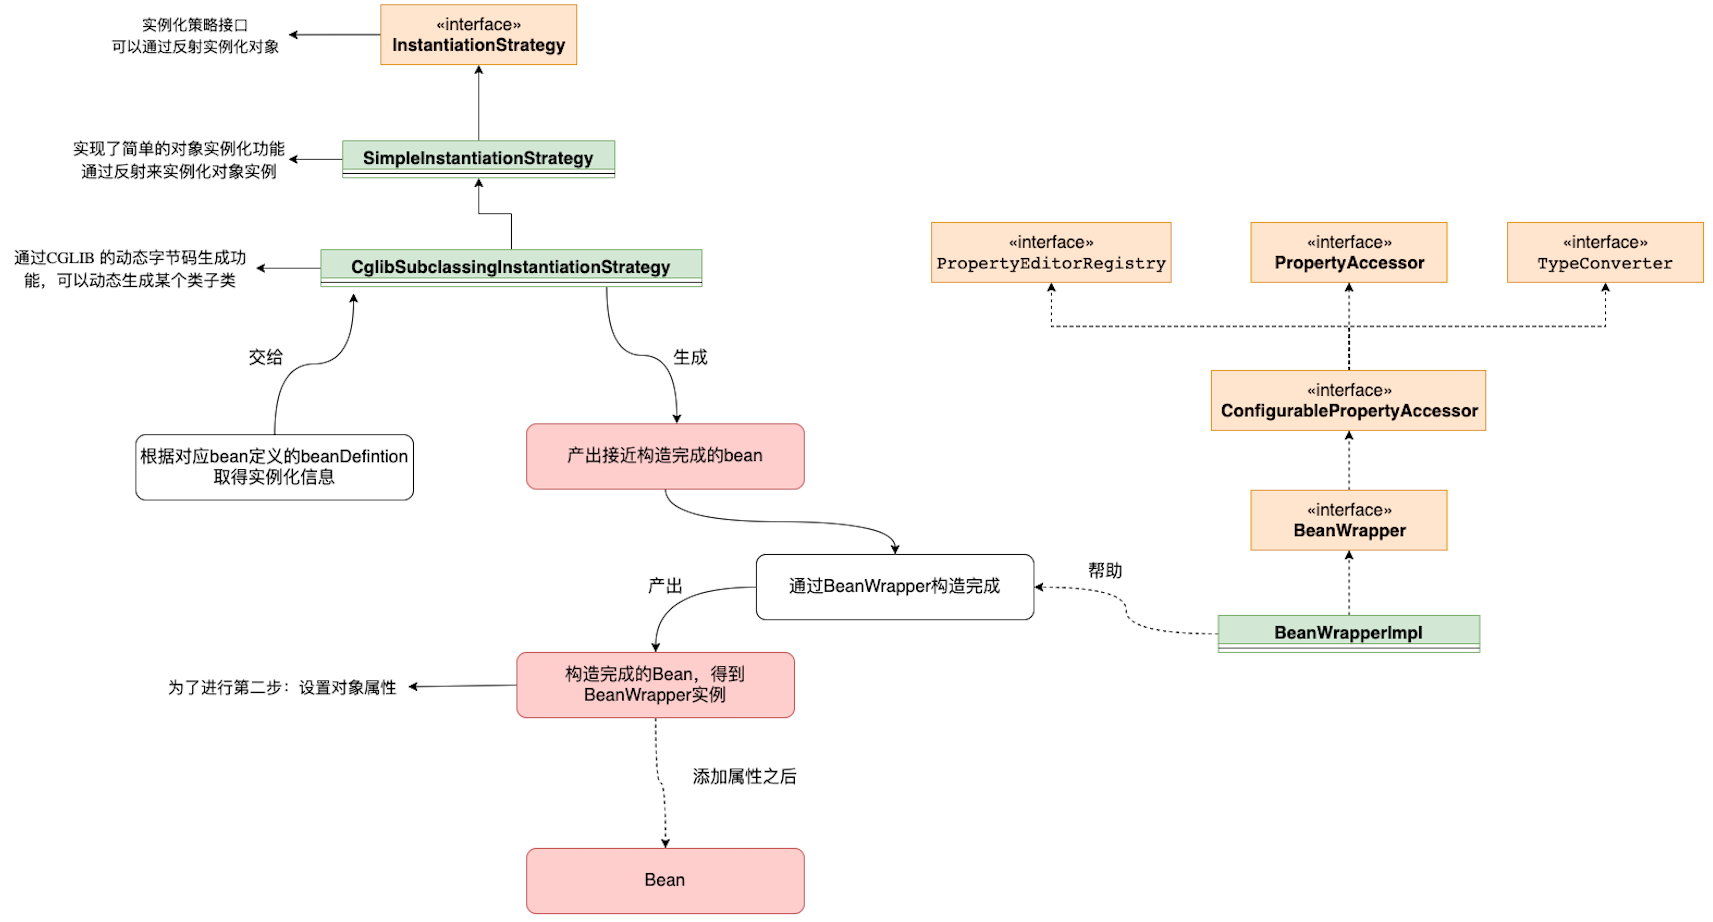 实例化策略接口
可以通过反射实例化对象
«interface»
InstantiationStrategy
实现了简单的对象实例化功能
通过反射来实例化对象实例
SimpleInstantiationStrategy
通过CGLIB 的动态字节码生成功
能，可以动态生成某个类子类
CglibSubclassingInstantiationStrategy
«interface»
PropertyEditorRegistry
«interface»
PropertyAccessor
«interface»
TypeConverter
交给
生成
«interface»
ConfigurablePropertyAccessor
根据对应bean定义的beanDefintion
取得实例化信息
产出接近构造完成的bean
«interface»
BeanWrapper
产出
通过BeanWrapper构造完成
帮助
BeanWrapperImpl
为了进行第二步：设置对象属性
构造完成的Bean，得到
BeanWrapper实例
添加属性之后
Bean